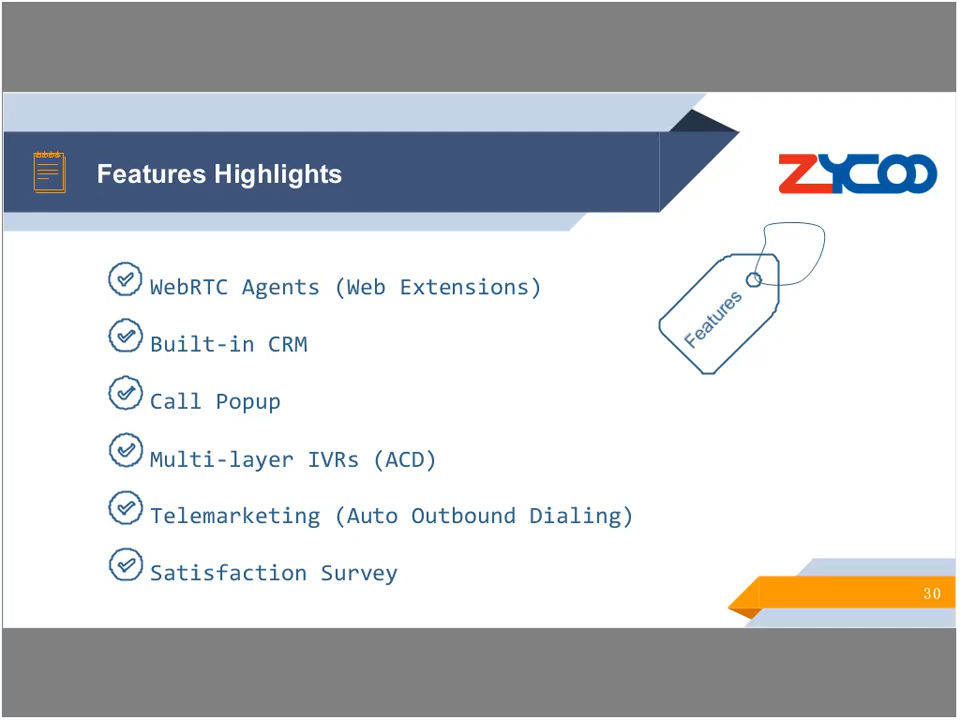 Features Highlights
ZYCOO
Features
WebRTC Agents (Web Extensions)
Built-in CRM
Call Popup
Multi-layer IVRs (ACD)
Telemarketing (Auto Outbound Dialing)
Satisfaction Survey
30